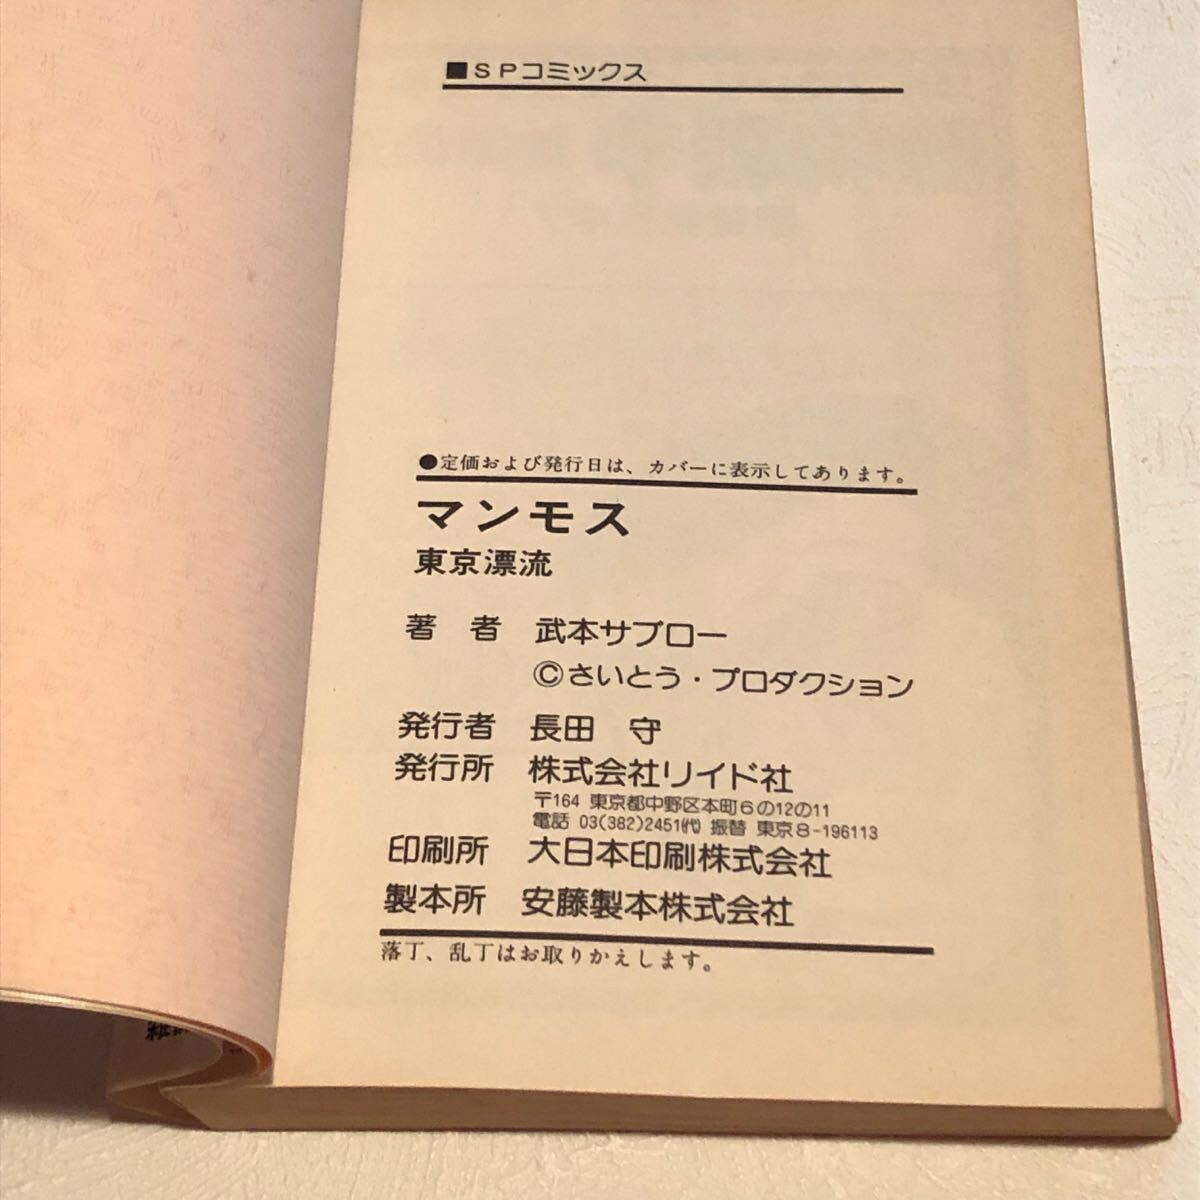 ■SPコミックス
●定価および発行日は、カバーに表示してあります。
マンモス
東京漂流
著 者 武本サブロー
©さいとう・プロダクション
発行者 長田 守
発行所 株式会社リイド社
〒164 東京都中野区本町6の12の11
電話 03(382)2451(代) 振替 東京8-196113
印刷所 大日本印刷株式会社
製本所 安藤製本株式会社
落丁、乱丁はお取りかえします。